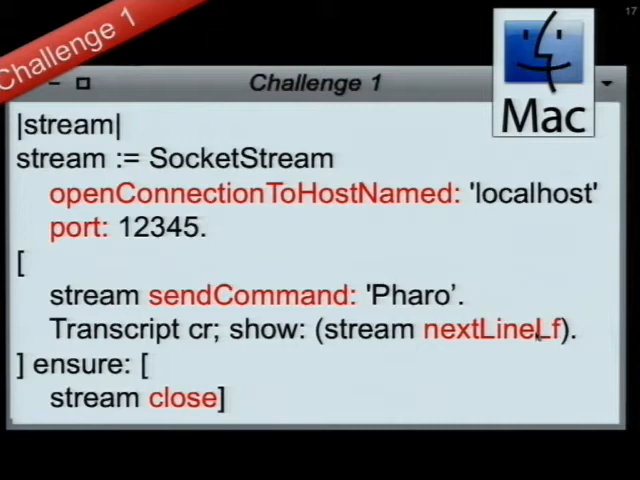 17
Challenge 1
Challenge 1
Mac
|stream|
stream := SocketStream
openConnectionToHostNamed: 'localhost'
port: 12345.
[
stream sendCommand: 'Pharo’.
Transcript cr; show: (stream nextLineLf).
] ensure: [
stream close]